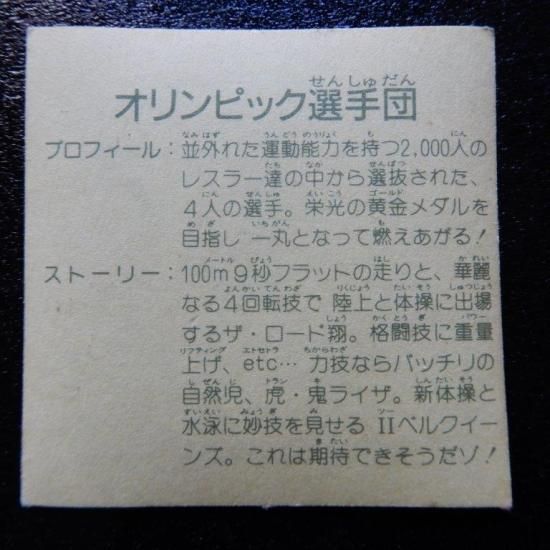 オリンピック選手団
プロフィール：並外れた運動能力を持つ2,000人の
レスラー達の中から選抜された、
4人の選手。栄光の黄金メダルを
目指し一丸となって燃えあがる！
ストーリー：100m9秒フラットの走りと、華麗
なる4回転技で陸上と体操に出場
するザ・ロード翔。格闘技に重量
上げ、etc…力技ならバッチリの
自然児、虎・鬼ライザ。新体操と
水泳に妙技を見せるIIベルクイー
ンズ。これは期待できそうだゾ！